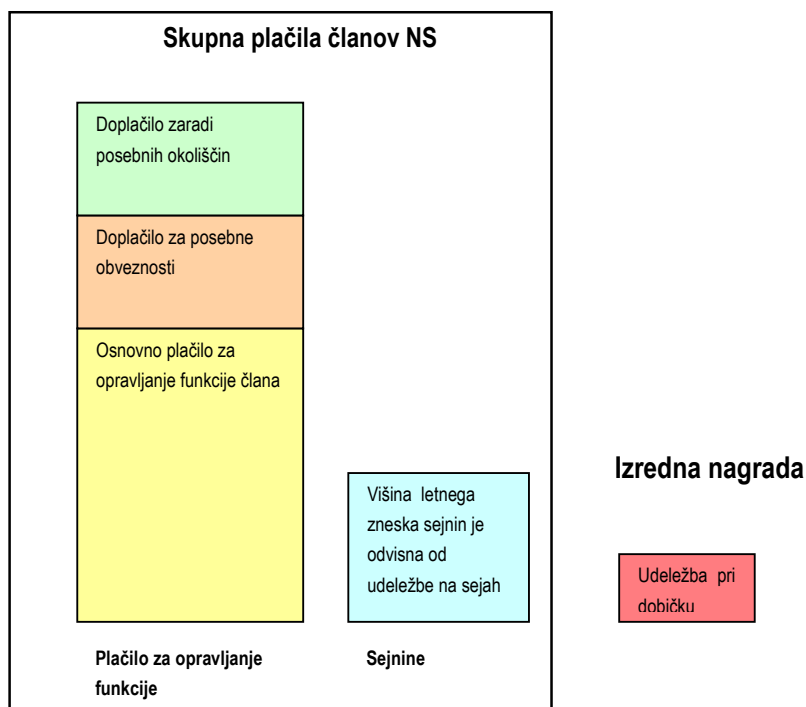 Skupna plačila članov NS
Doplačilo zaradi
posebnih okoliščin
Doplačilo za posebne
obveznosti
Osnovno plačilo za
opravljanje funkcije člana
Višina letnega
zneska sejnin je
odvisna od
udeležbe na sejah
Plačilo za opravljanje
funkcije
Sejnine
Izredna nagrada
Udeležba pri
dobičku